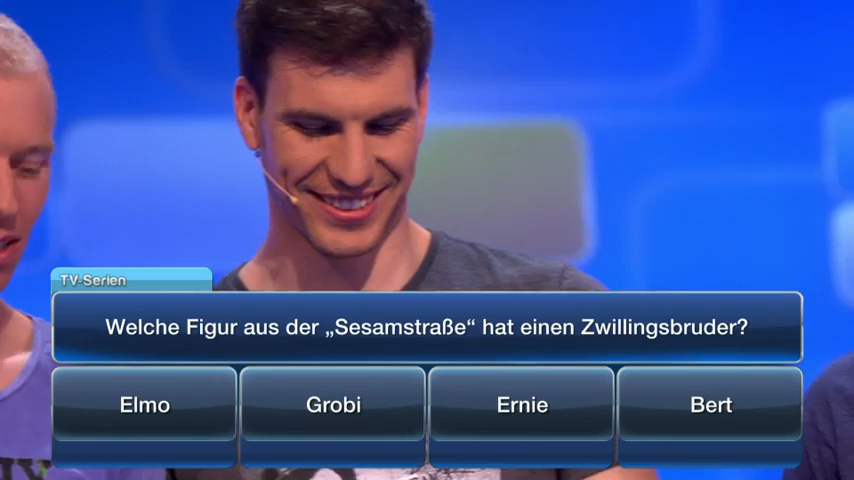 TV-Serien
Welche Figur aus der „Sesamstraße“ hat einen Zwillingsbruder?
Elmo
Grobi
Ernie
Bert